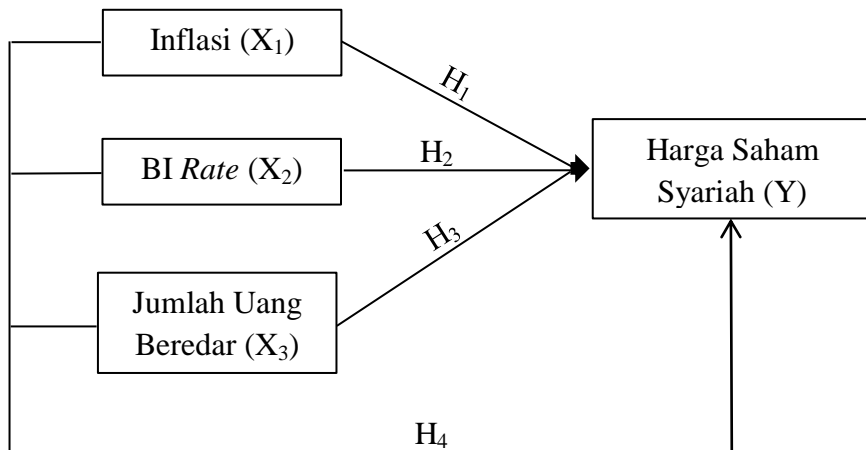 Inflasi (X₁)
H₁
BI Rate (X₂)
H₂
Harga Saham
Syariah (Y)
H₃
Jumlah Uang
Beredar (X₃)
H₄